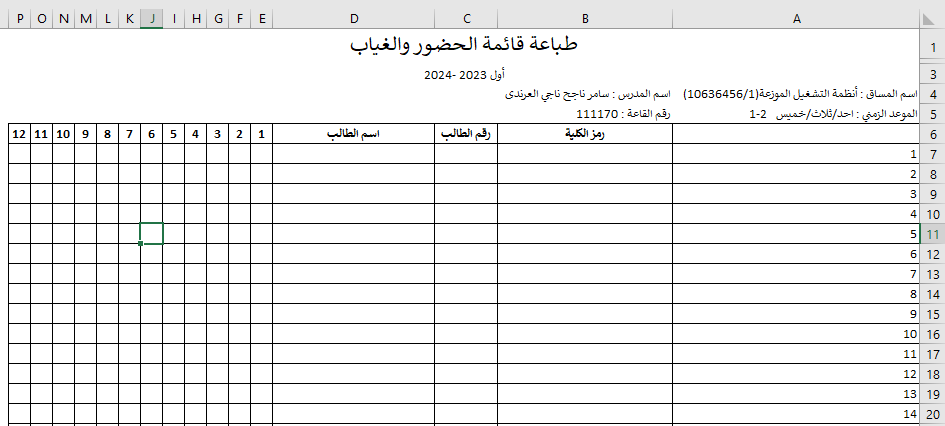 P O N M L K J I H G F E D C B A
1 طباعة قائمة الحضور والغياب
3 أول 2023 -2024
4 اسم المساق : أنظمة التشغيل الموزعة(10636456/1) اسم المدرس : سامر ناجح ناجي العرندى
5 الموعد الزمني : احد/ثلاث/خميس 2-1 رقم القاعة : 111170
6 رمز الكلية رقم الطالب اسم الطالب 1 2 3 4 5 6 7 8 9 10 11 12
7 1
8 2
9 3
10 4
11 5
12 6
13 7
14 8
15 9
16 10
17 11
18 12
19 13
20 14